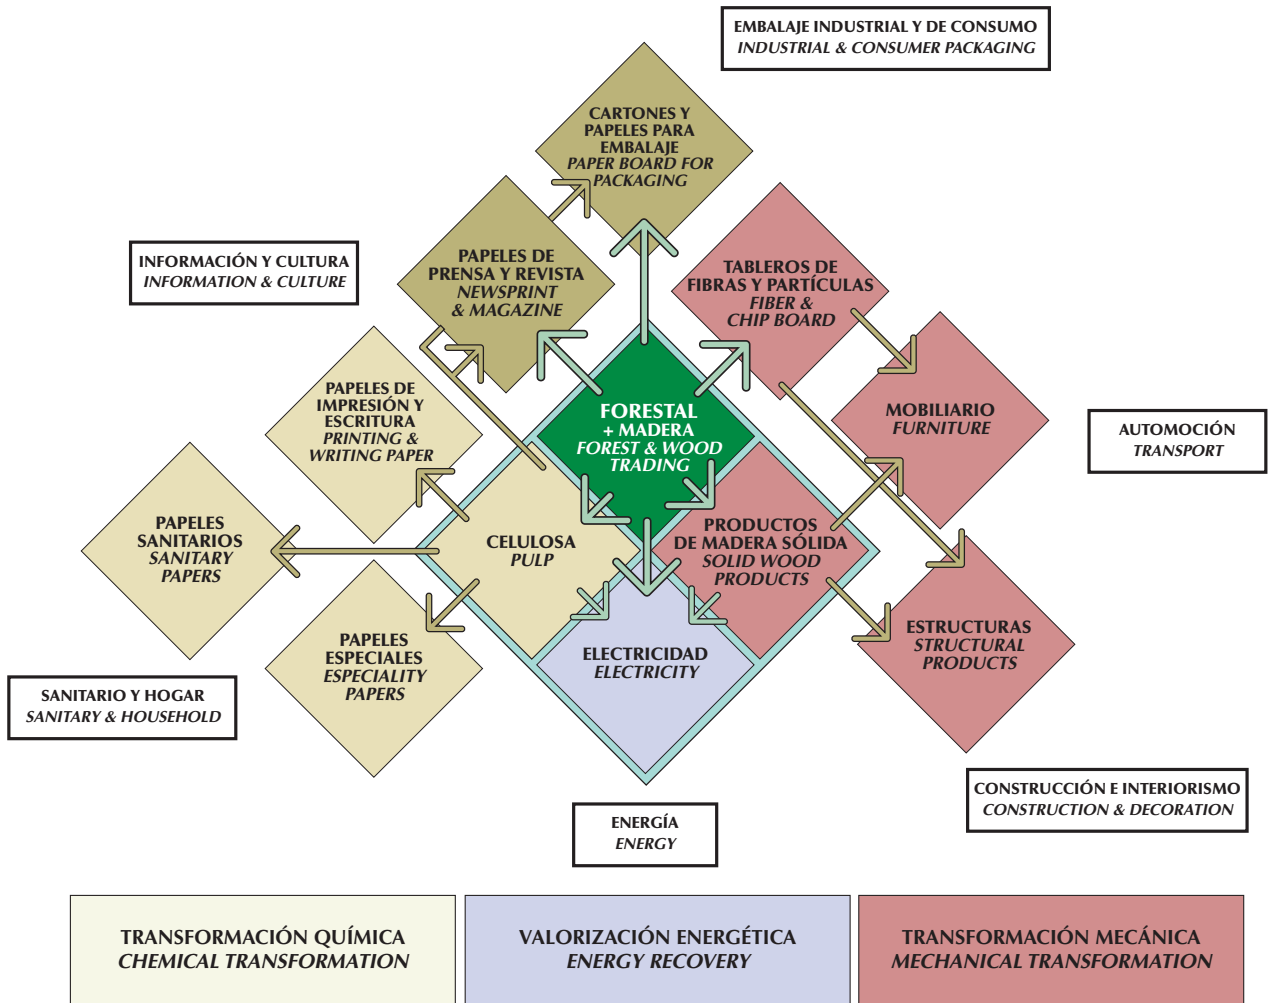 EMBALAJE INDUSTRIAL Y DE CONSUMO
INDUSTRIAL & CONSUMER PACKAGING
CARTONES Y
PAPELES PARA
EMBALAJE
PAPER BOARD FOR
PACKAGING
INFORMACIÓN Y CULTURA
INFORMATION & CULTURE
PAPELES DE
PRENSA Y REVISTA
NEWSPRINT
& MAGAZINE
TABLEROS DE
FIBRAS Y PARTÍCULAS
FIBER &
CHIP BOARD
PAPELES DE
IMPRESIÓN Y
ESCRITURA
PRINTING &
WRITING PAPER
FORESTAL
+ MADERA
FOREST & WOOD
TRADING
MOBILIARIO
FURNITURE
AUTOMOCIÓN
TRANSPORT
PAPELES
SANITARIOS
SANITARY
PAPERS
CELULOSA
PULP
PRODUCTOS
DE MADERA SÓLIDA
SOLID WOOD
PRODUCTS
PAPELES
ESPECIALES
ESPECIALITY
PAPERS
ELECTRICIDAD
ELECTRICITY
ESTRUCTURAS
STRUCTURAL
PRODUCTS
SANITARIO Y HOGAR
SANITARY & HOUSEHOLD
CONSTRUCCIÓN E INTERIORISMO
CONSTRUCTION & DECORATION
ENERGÍA
ENERGY
TRANSFORMACIÓN QUÍMICA
CHEMICAL TRANSFORMATION
VALORIZACIÓN ENERGÉTICA
ENERGY RECOVERY
TRANSFORMACIÓN MECÁNICA
MECHANICAL TRANSFORMATION